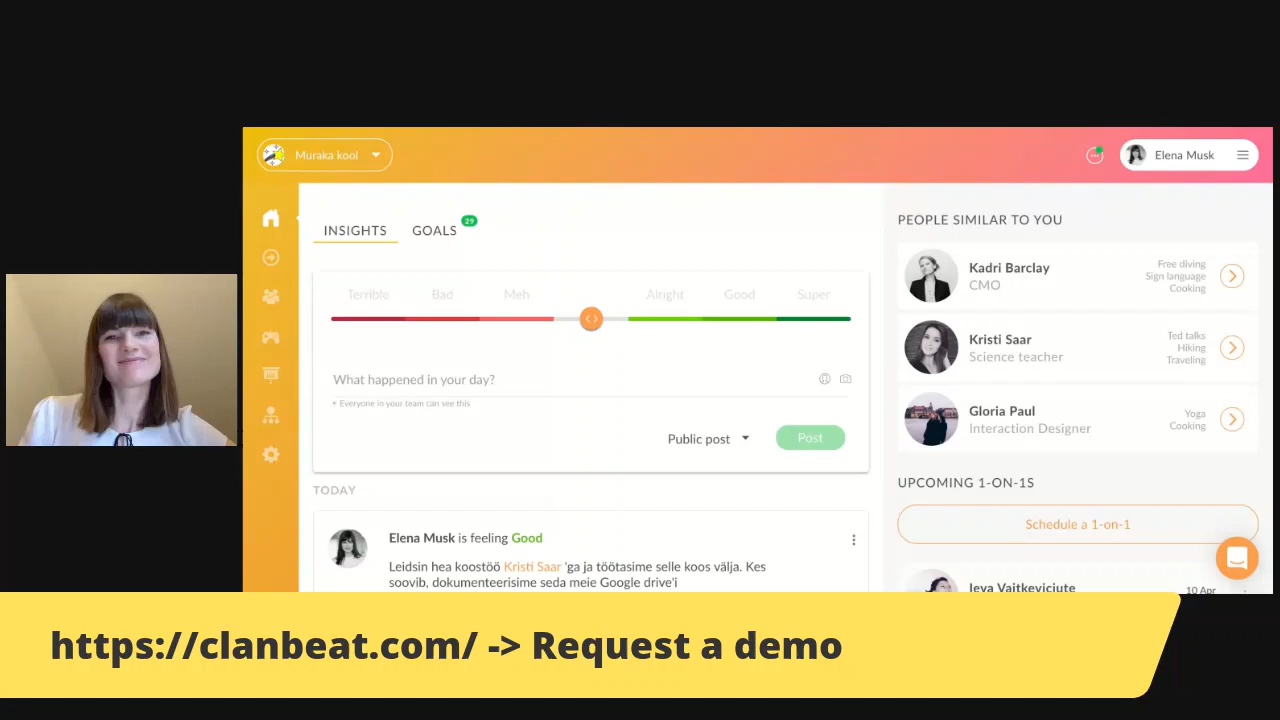 Muraka kool
Elena Musk
INSIGHTS
GOALS
29
Terrible
Bad
Meh
Alright
Good
Super
What happened in your day?
* Everyone in your team can see this
Public post
Post
TODAY
Elena Musk is feeling Good
Leidsin hea koostöö Kristi Saar 'ga ja töötasime selle koos välja. Kes
soovib, dokumenteerisime seda meie Google drive'i
PEOPLE SIMILAR TO YOU
Kadri Barclay
CMO
Free diving
Sign language
Cooking
Kristi Saar
Science teacher
Ted talks
Hiking
Traveling
Gloria Paul
Interaction Designer
Yoga
Cooking
UPCOMING 1-ON-1S
Schedule a 1-on-1
Ieva Vaitkeviciute
10 Apr
https://clanbeat.com/ -> Request a demo